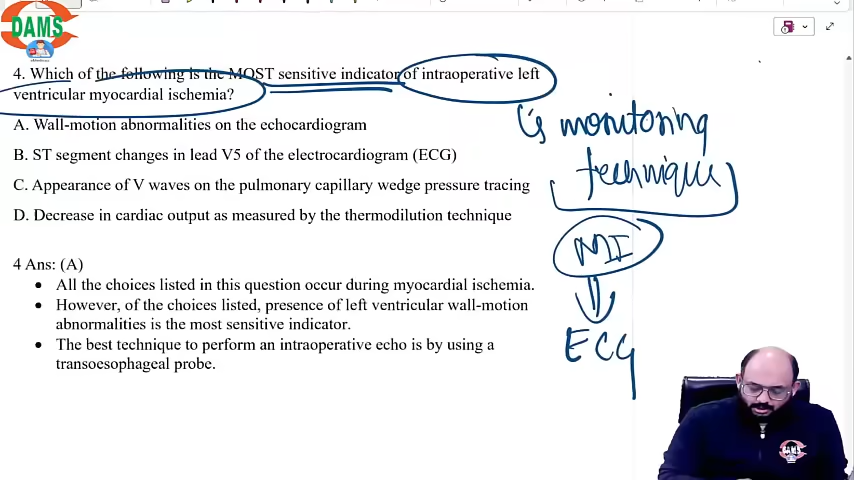 DAMS
4. Which of the following is the MOST sensitive indicator of intraoperative left
ventricular myocardial ischemia?
A. Wall-motion abnormalities on the echocardiogram
B. ST segment changes in lead V5 of the electrocardiogram (ECG)
C. Appearance of V waves on the pulmonary capillary wedge pressure tracing
D. Decrease in cardiac output as measured by the thermodilution technique
monitoring
technique
MI
ECG
4 Ans: (A)
• All the choices listed in this question occur during myocardial ischemia.
• However, of the choices listed, presence of left ventricular wall-motion
abnormalities is the most sensitive indicator.
• The best technique to perform an intraoperative echo is by using a
transoesophageal probe.